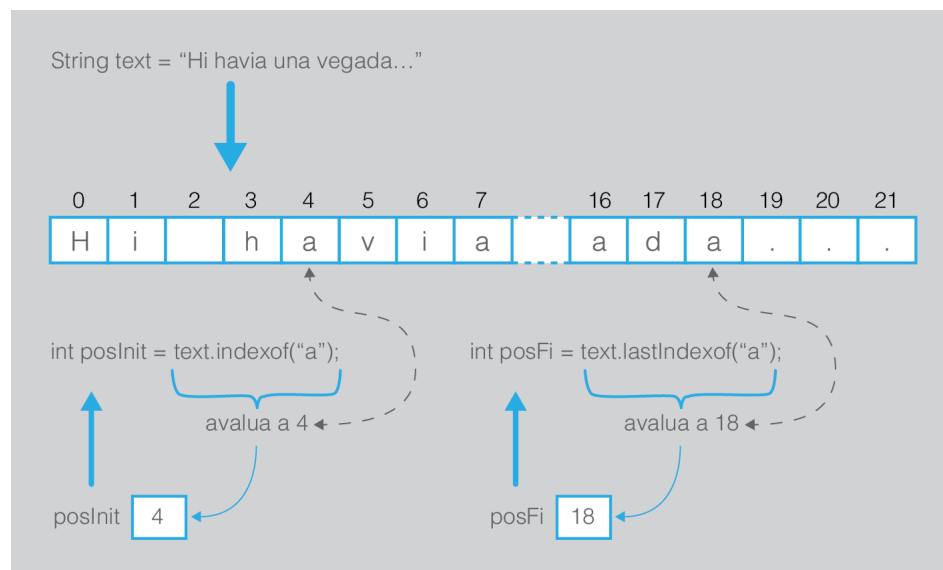 String text = “Hi havia una vegada…”
0 1 2 3 4 5 6 7 16 17 18 19 20 21
H i h a v i a a d a . . .
int posInit = text.indexof(“a”);
int posFi = text.lastIndexof(“a”);
avalua a 4
avalua a 18
posInit 4
posFi 18